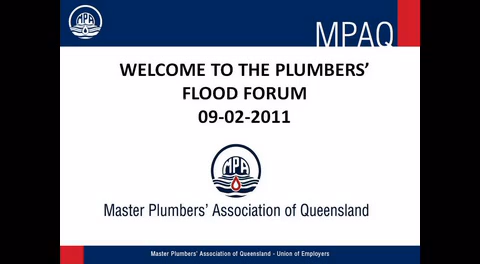 MPA
MPAQ
WELCOME TO THE PLUMBERS’
FLOOD FORUM
09-02-2011
MPA
Master Plumbers’ Association of Queensland
Master Plumbers’ Association of Queensland - Union of Employers